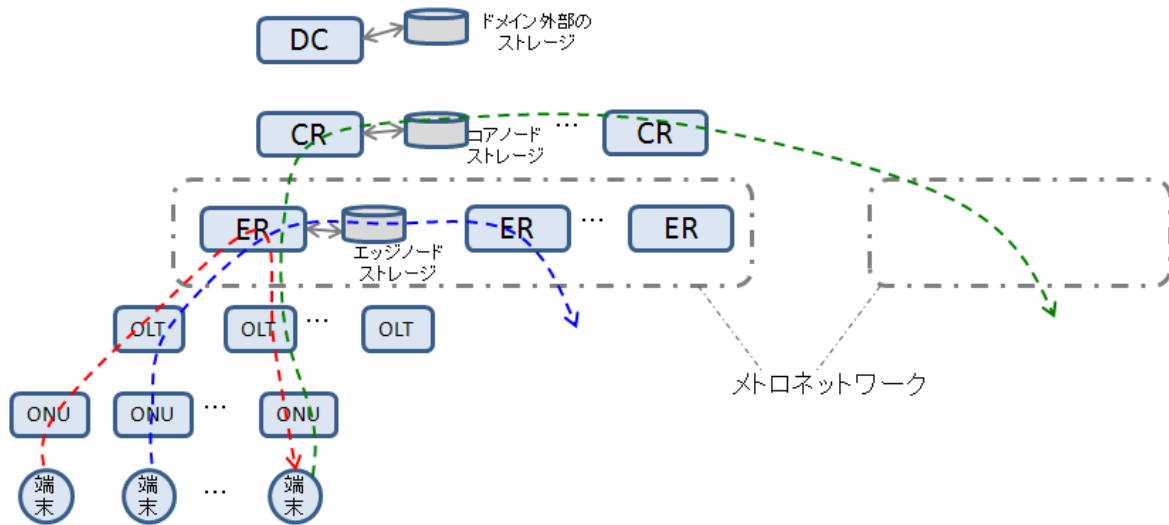 DC
ドメイン外部の
ストレージ
CR
コアノード
ストレージ
…
CR
ER
エッジノード
ストレージ
ER
…
ER
OLT
OLT
…
OLT
メトロネットワーク
ONU
ONU
…
ONU
端
末
端
末
…
端
末